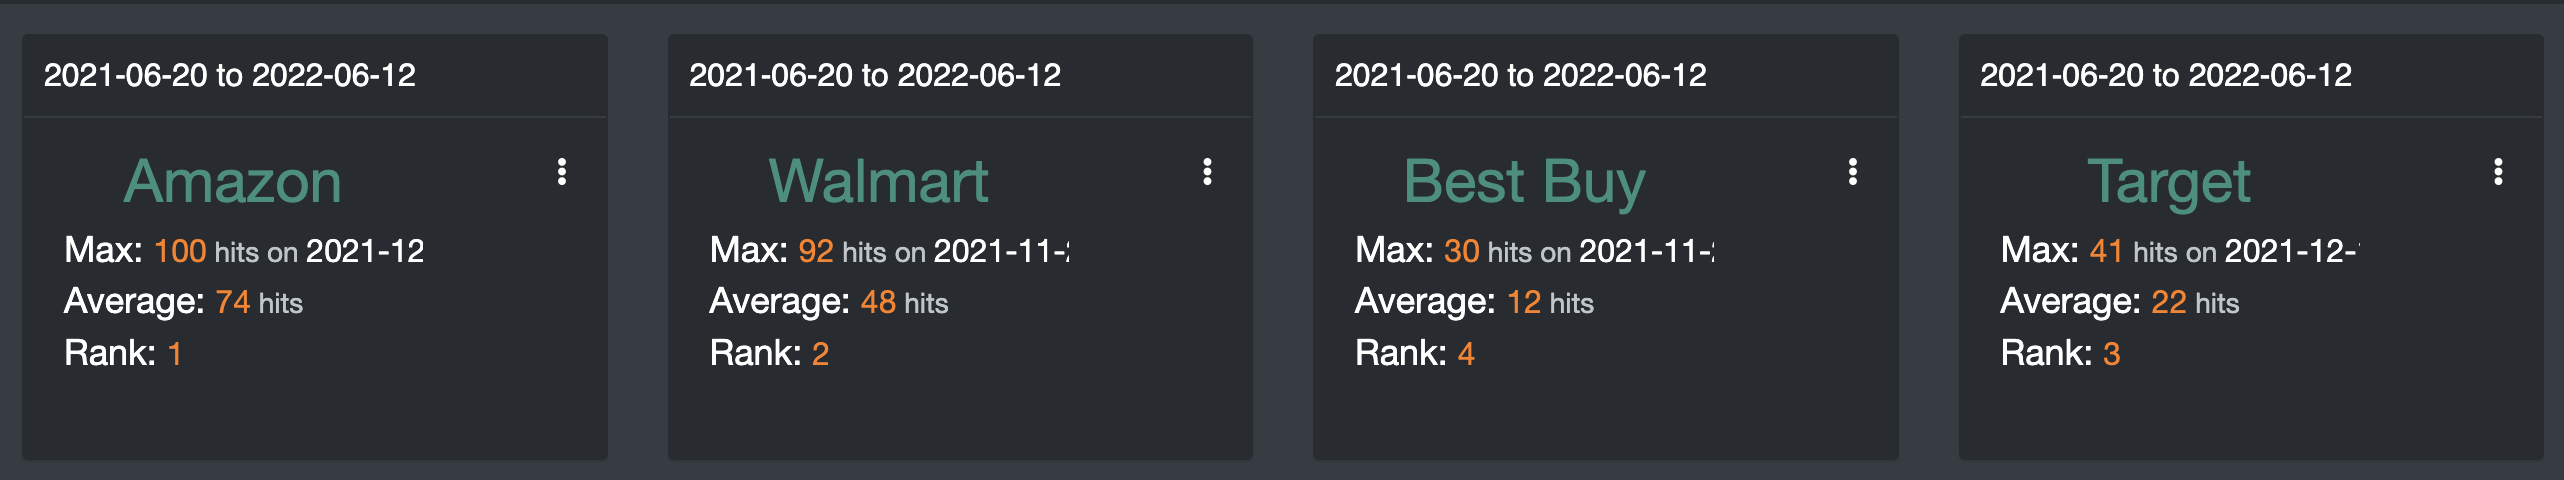 2021-06-20 to 2022-06-12
Amazon
Max: 100 hits on 2021-12
Average: 74 hits
Rank: 1
2021-06-20 to 2022-06-12
Walmart
Max: 92 hits on 2021-11-
Average: 48 hits
Rank: 2
2021-06-20 to 2022-06-12
Best Buy
Max: 30 hits on 2021-11-
Average: 12 hits
Rank: 4
2021-06-20 to 2022-06-12
Target
Max: 41 hits on 2021-12-
Average: 22 hits
Rank: 3